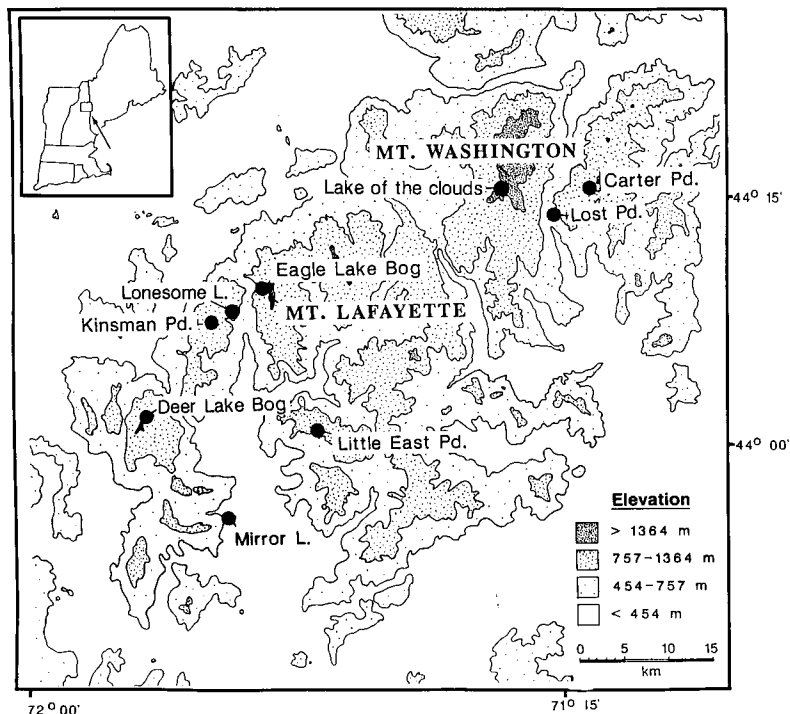 MT. WASHINGTON
Lake of the clouds
Carter Pd.
44° 15'
Lost Pd.
Eagle Lake Bog
Lonesome L.
MT. LAFAYETTE
Kinsman Pd.
Deer Lake Bog
Little East Pd.
44° 00'
Mirror L.
Elevation
> 1364 m
757-1364 m
454-757 m
< 454 m
0 5 10 15
km
72° 00'
71° 15'